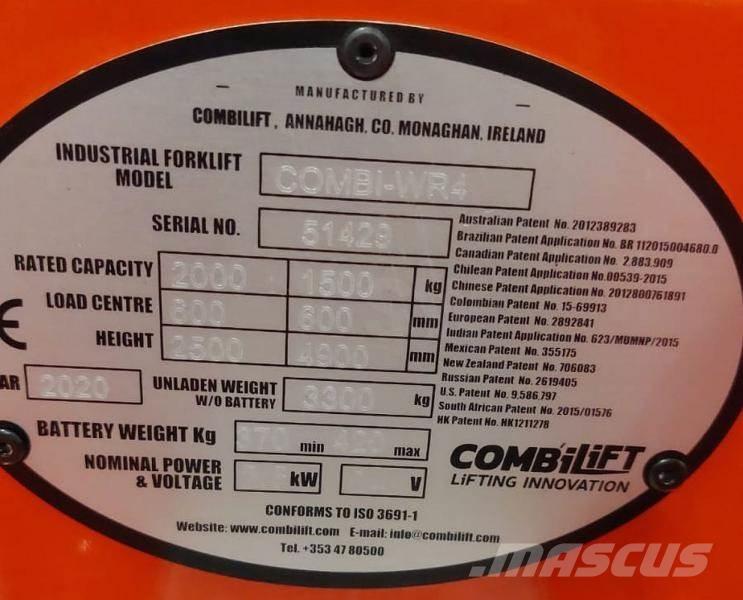 MANUFACTURED BY
COMBILIFT, ANNAHAGH, CO. MONAGHAN, IRELAND
INDUSTRIAL FORKLIFT MODEL COMBI-WR4
SERIAL NO. 51429
RATED CAPACITY 2000 1500 kg
LOAD CENTRE 600 600 mm
HEIGHT 2500 4900 mm
CE
AR 2020
UNLADEN WEIGHT W/O BATTERY 3300 kg
BATTERY WEIGHT Kg 370 min 420 max
NOMINAL POWER & VOLTAGE kW V
Australian Patent No. 2012389283
Brazilian Patent Application No. BR 112015004680.0
Canadian Patent Application No. 2.883.909
Chilean Patent Application No.00539-2015
Chinese Patent Application No. 2012800761891
Colombian Patent No. 15-69913
European Patent No. 2892841
Indian Patent Application No. 623/MUMNP/2015
Mexican Patent No. 355175
New Zealand Patent No. 706083
Russian Patent No. 2619405
U.S. Patent No. 9,586,797
South African Patent No. 2015/01576
HK Patent No. HK1211278
COMBiLiFT
LiFTING INNOVATION
CONFORMS TO ISO 3691-1
Website: www.combilift.com E-mail: info@combilift.com
Tel. +353 47 80500
MASCUS